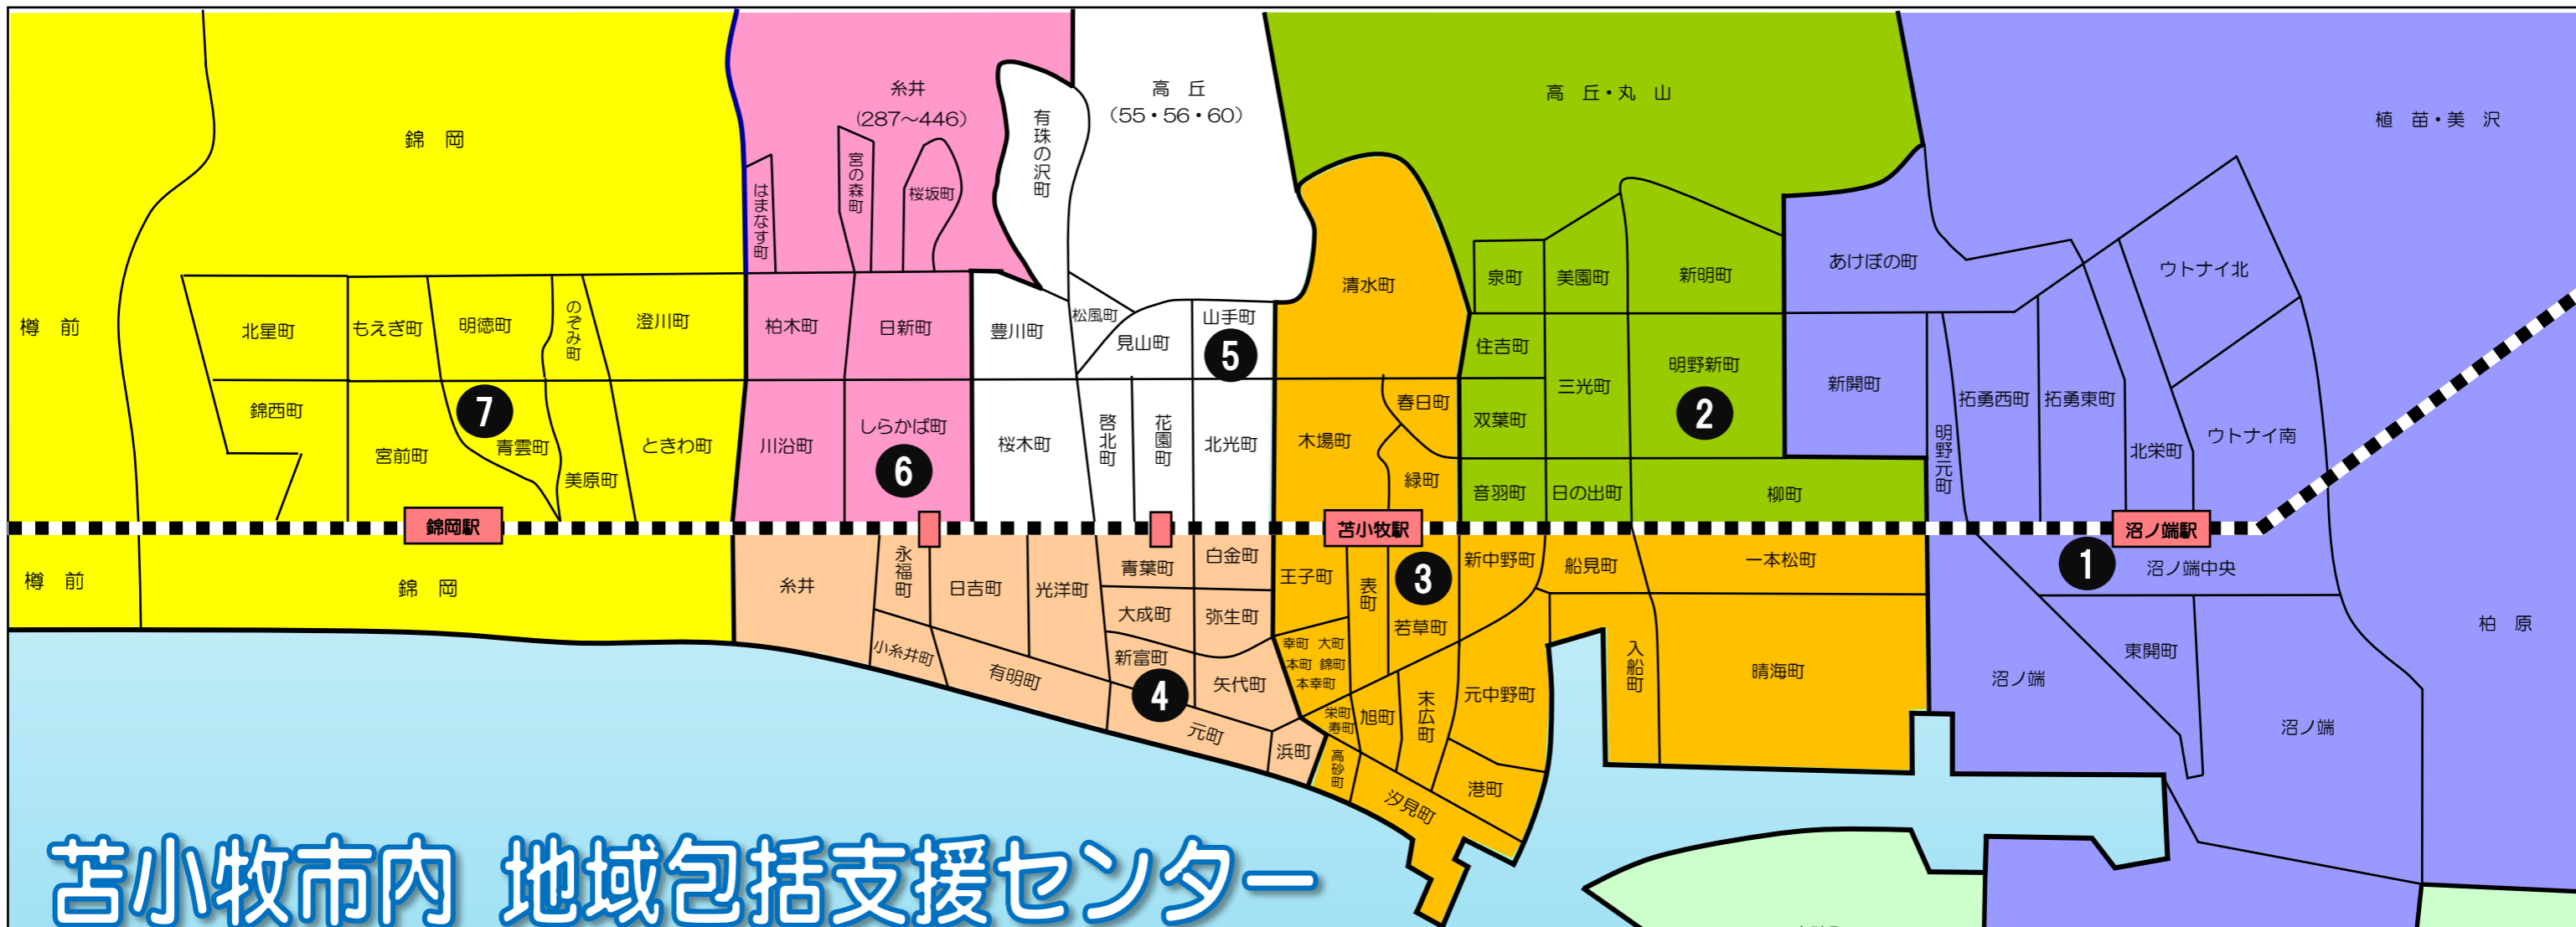 樽 前
錦 岡
北星町
もえぎ町
明徳町
のぞみ町
澄川町
錦西町
宮前町
7
青雲町
美原町
ときわ町
錦岡駅
樽 前
錦 岡
糸井
(287～446)
はまなす町
宮の森町
桜坂町
柏木町
日新町
川沿町
しらかば町
6
有珠の沢町
高 丘
(55・56・60)
豊川町
松風町
見山町
山手町
5
桜木町
啓北町
花園町
北光町
糸井
永福町
日吉町
光洋町
青葉町
白金町
大成町
弥生町
小糸井町
有明町
新富町
4
矢代町
元町
浜町
清水町
春日町
木場町
緑町
苫小牧駅
王子町
表町
3
若草町
新中野町
船見町
一本松町
幸町 大町
本町 錦町
本幸町
栄町
寿町
旭町
末広町
元中野町
入船町
晴海町
高砂町
汐見町
港町
高 丘・丸 山
泉町
美園町
新明町
住吉町
三光町
明野新町
2
双葉町
音羽町
日の出町
柳町
植 苗・美 沢
あけぼの町
ウトナイ北
新開町
明野元町
拓勇西町
拓勇東町
北栄町
ウトナイ南
沼ノ端駅
1
沼ノ端中央
柏 原
東開町
沼ノ端
沼ノ端
苫小牧市内 地域包括支援センター